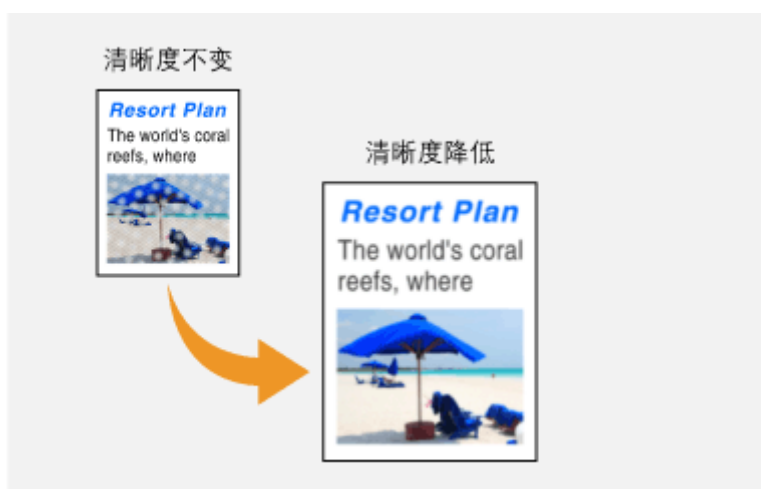 清晰度不变
Resort Plan
The world's coral
reefs, where
清晰度降低
Resort Plan
The world's coral
reefs, where